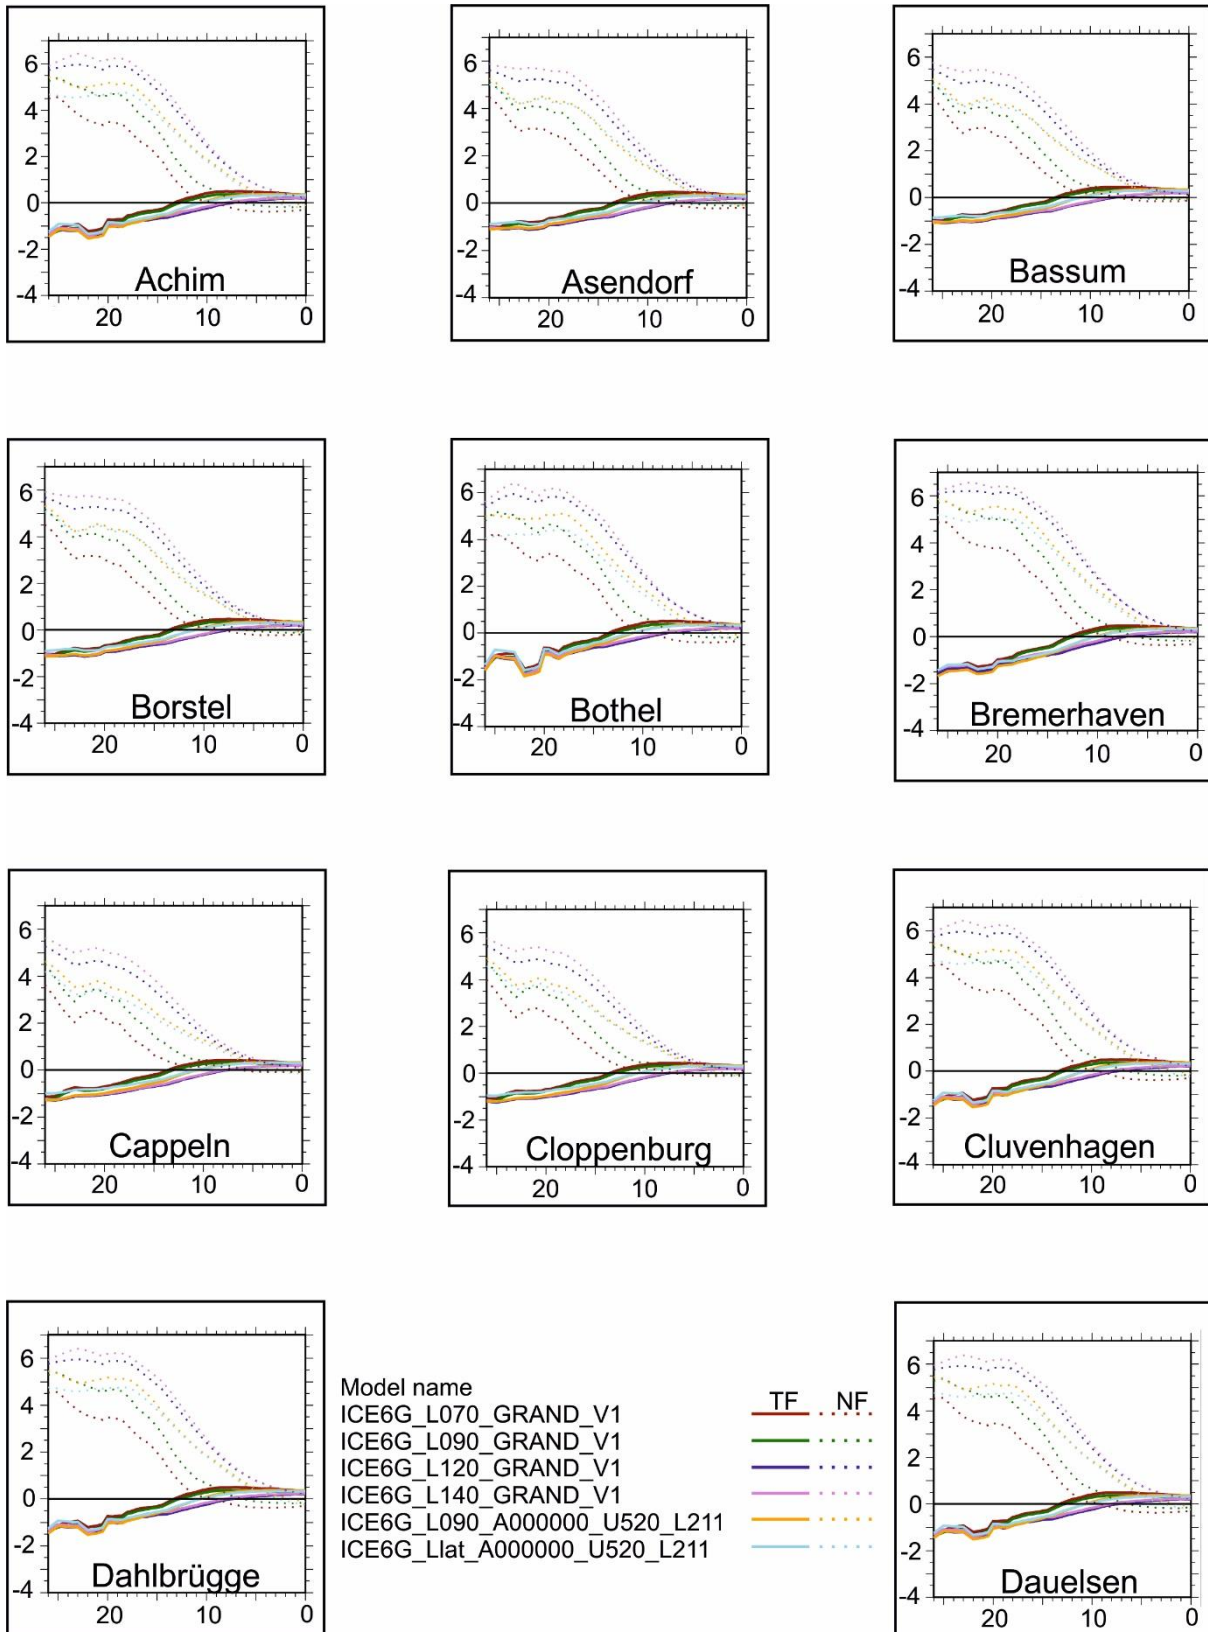 6
4
2
0
-2
-4
Achim
20 10 0
6
4
2
0
-2
-4
Asendorf
20 10 0
6
4
2
0
-2
-4
Bassum
20 10 0
6
4
2
0
-2
-4
Borstel
20 10 0
6
4
2
0
-2
-4
Bothel
20 10 0
6
4
2
0
-2
-4
Bremerhaven
20 10 0
6
4
2
0
-2
-4
Cappeln
20 10 0
6
4
2
0
-2
-4
Cloppenburg
20 10 0
6
4
2
0
-2
-4
Cluvenhagen
20 10 0
6
4
2
0
-2
-4
Dahlbrügge
20 10 0
Model name TF NF
ICE6G_L070_GRAND_V1
ICE6G_L090_GRAND_V1
ICE6G_L120_GRAND_V1
ICE6G_L140_GRAND_V1
ICE6G_L090_A000000_U520_L211
ICE6G_Llat_A000000_U520_L211
6
4
2
0
-2
-4
Dauelsen
20 10 0